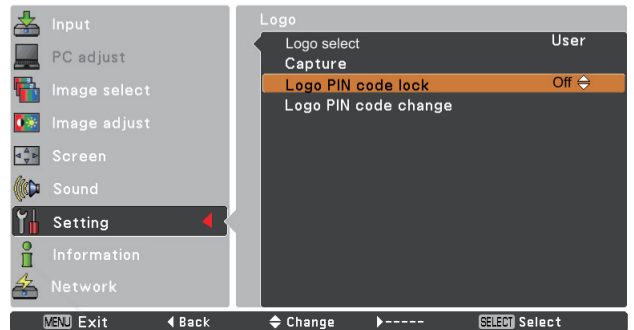 Input
PC adjust
Image select
Image adjust
Screen
Sound
Setting
Information
Network
Logo
Logo select User
Capture
Logo PIN code lock Off
Logo PIN code change
MENU Exit Back Change ----- SELECT Select